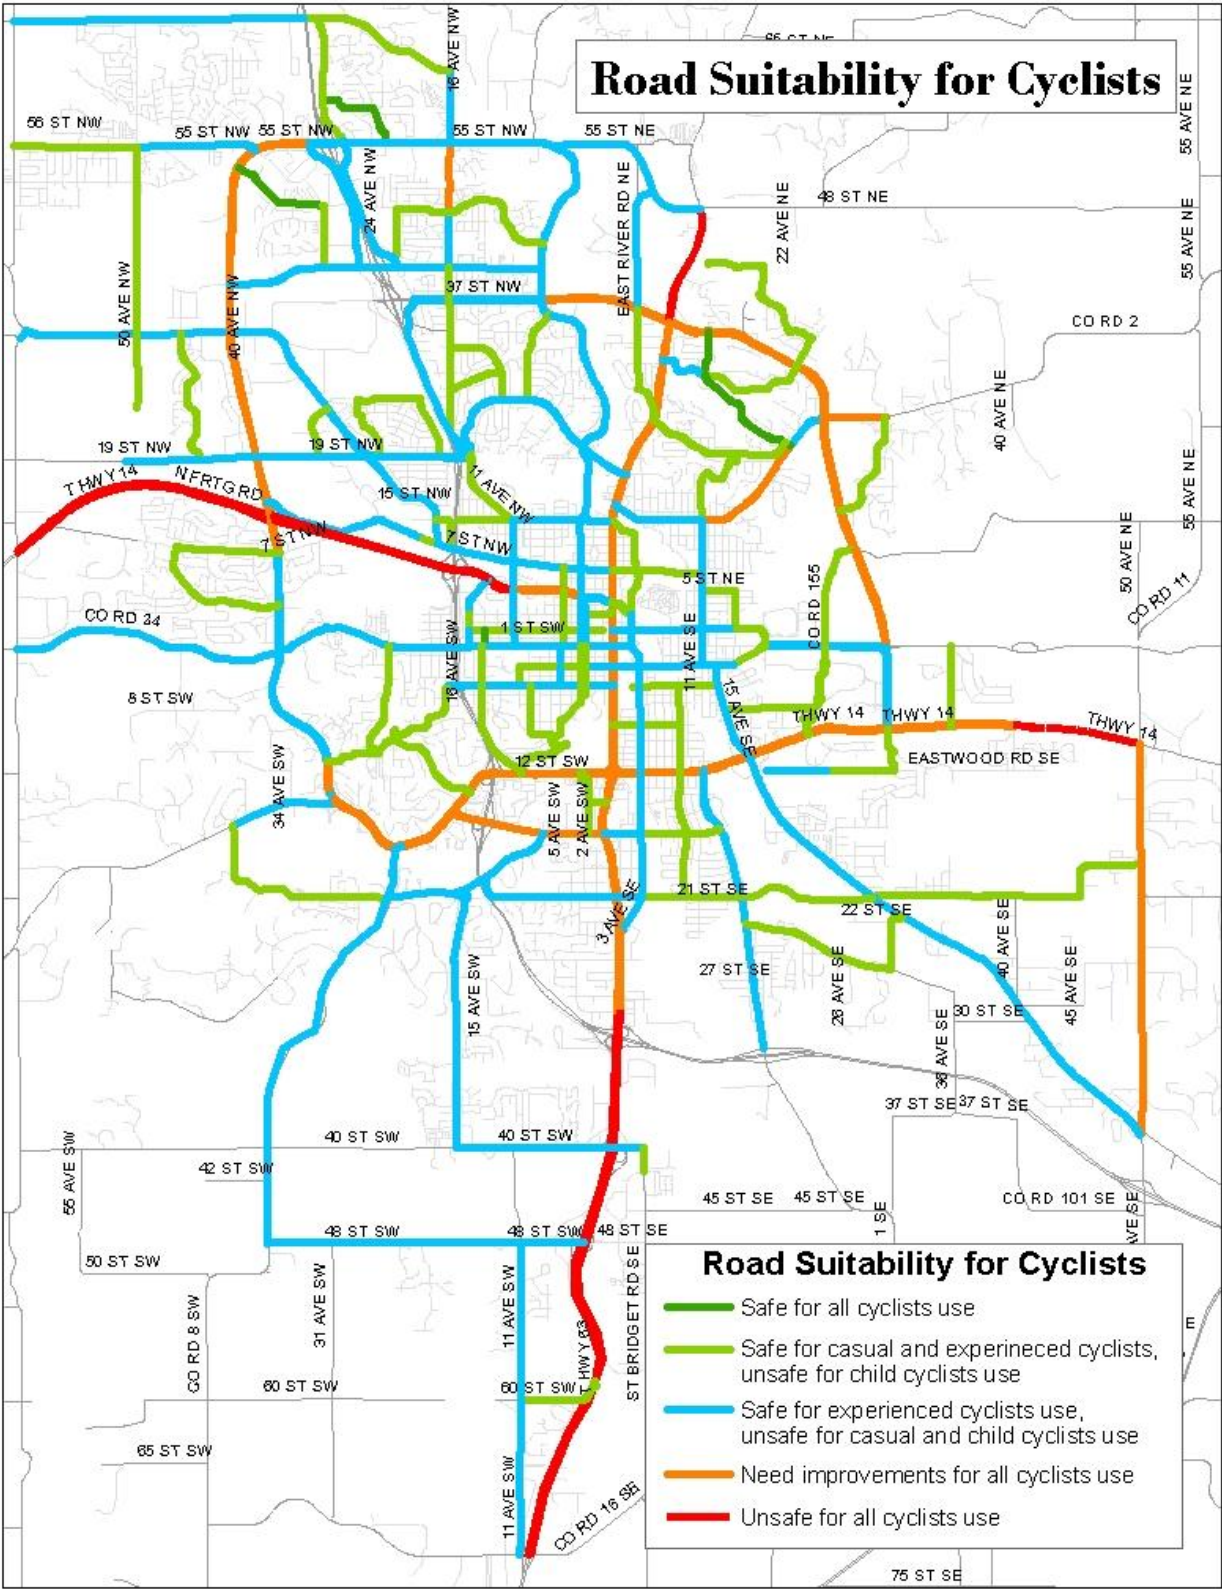 65 ST NE
Road Suitability for Cyclists
16 AVE NW
55 AVE NE
56 ST NW
55 ST NW
55 ST NW
55 ST NW
55 ST NE
24 AVE NW
EAST RIVER RD NE
22 AVE NE
48 ST NE
55 AVE NE
50 AVE NW
40 AVE NW
37 ST NW
CO RD 2
40 AVE NE
19 ST NW
19 ST NW
T HWY 14
N FRTG RD
15 ST NW
11 AVE NW
55 AVE NE
7 ST NW
7 ST NW
50 AVE NE
5 ST NE
CO RD 155
CO RD 11
CO RD 34
1 ST SW
11 AVE SE
16 AVE SW
8 ST SW
15 AVE SE
THWY 14
THWY 14
THWY 14
12 ST SW
EASTWOOD RD SE
34 AVE SW
5 AVE SW
2 AVE SW
21 ST SE
22 ST SE
3 AVE SE
40 AVE SE
27 ST SE
26 AVE SE
45 AVE SE
15 AVE SW
30 ST SE
36 AVE SE
37 ST SE
37 ST SE
40 ST SW
40 ST SW
55 AVE SW
42 ST SW
45 ST SE
45 ST SE
CO RD 101 SE
1 SE
AVE SE
48 ST SW
48 ST SW
48 ST SE
50 ST SW
CO RD 8 SW
31 AVE SW
11 AVE SW
T HWY 63
ST BRIDGET RD SE
60 ST SW
60 ST SW
65 ST SW
11 AVE SW
CO RD 16 SE
Road Suitability for Cyclists
Safe for all cyclists use
Safe for casual and experineced cyclists,
unsafe for child cyclists use
Safe for experienced cyclists use,
unsafe for casual and child cyclists use
Need improvements for all cyclists use
Unsafe for all cyclists use
E
E
75 ST SE